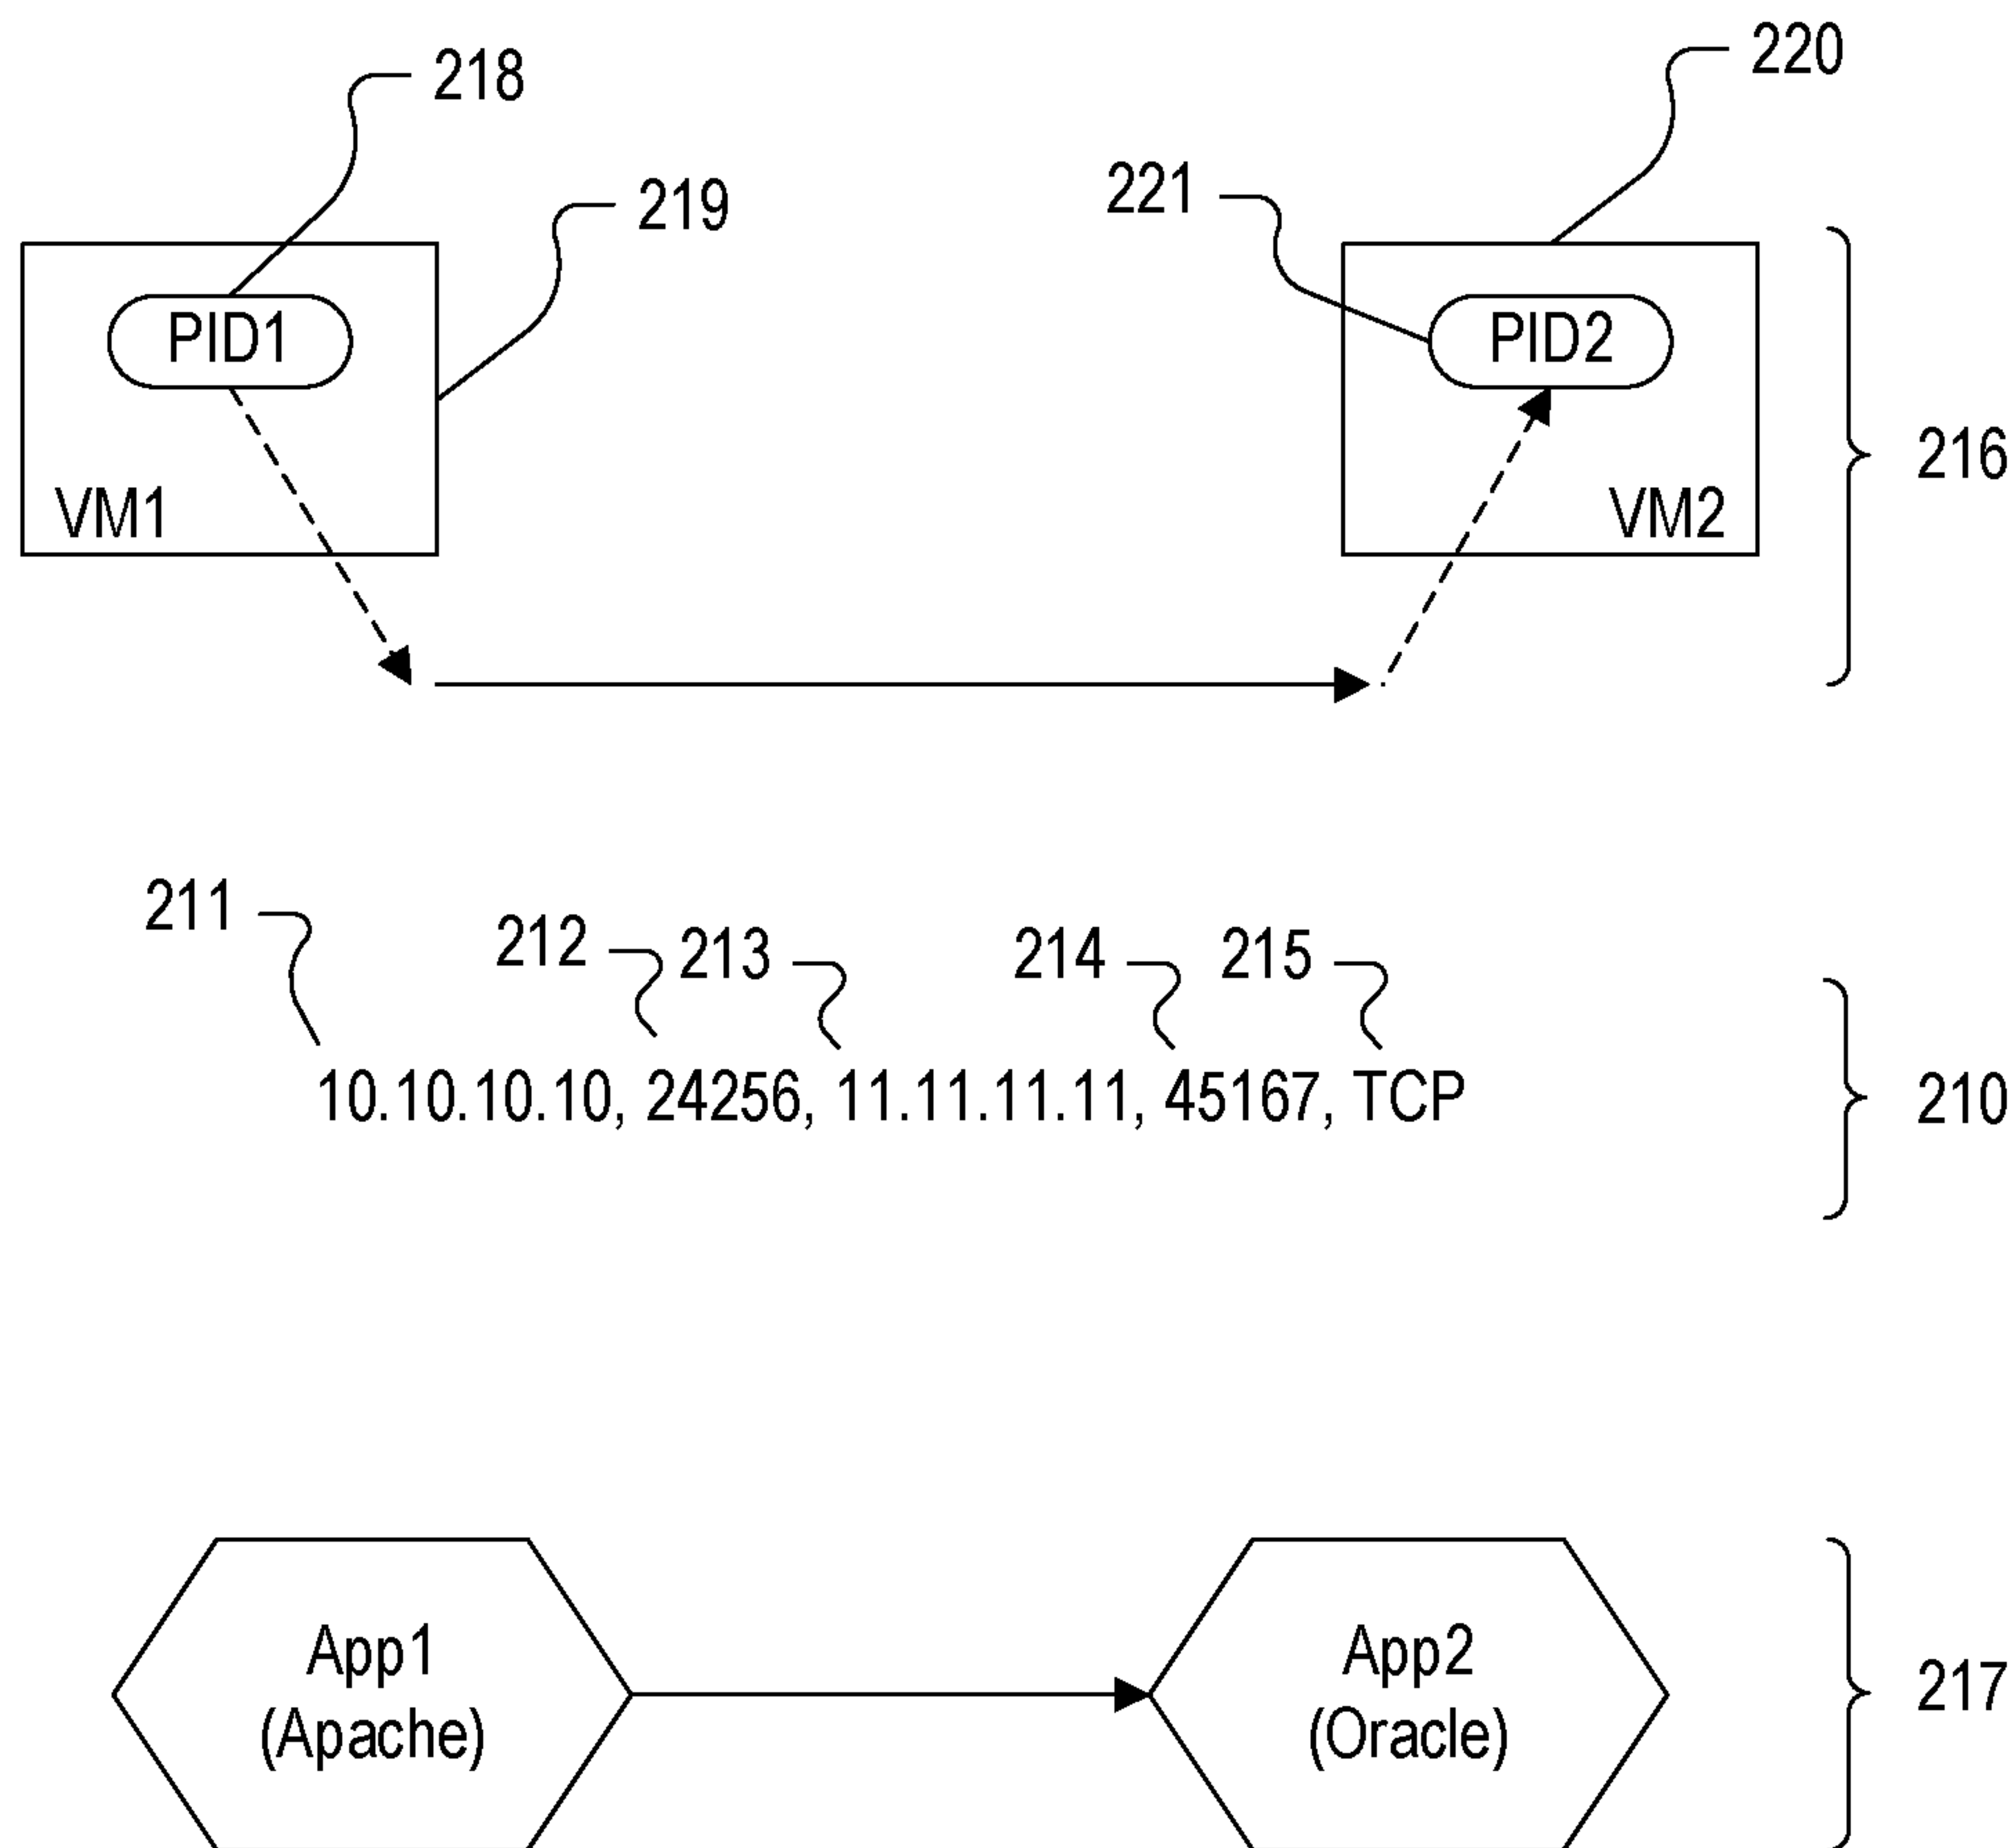 220
218
221
219
PID1
PID2
216
VM1
VM2
211
212
213
214
215
10.10.10.10, 24256, 11.11.11.11, 45167, TCP
210
App1
(Apache)
App2
(Oracle)
217